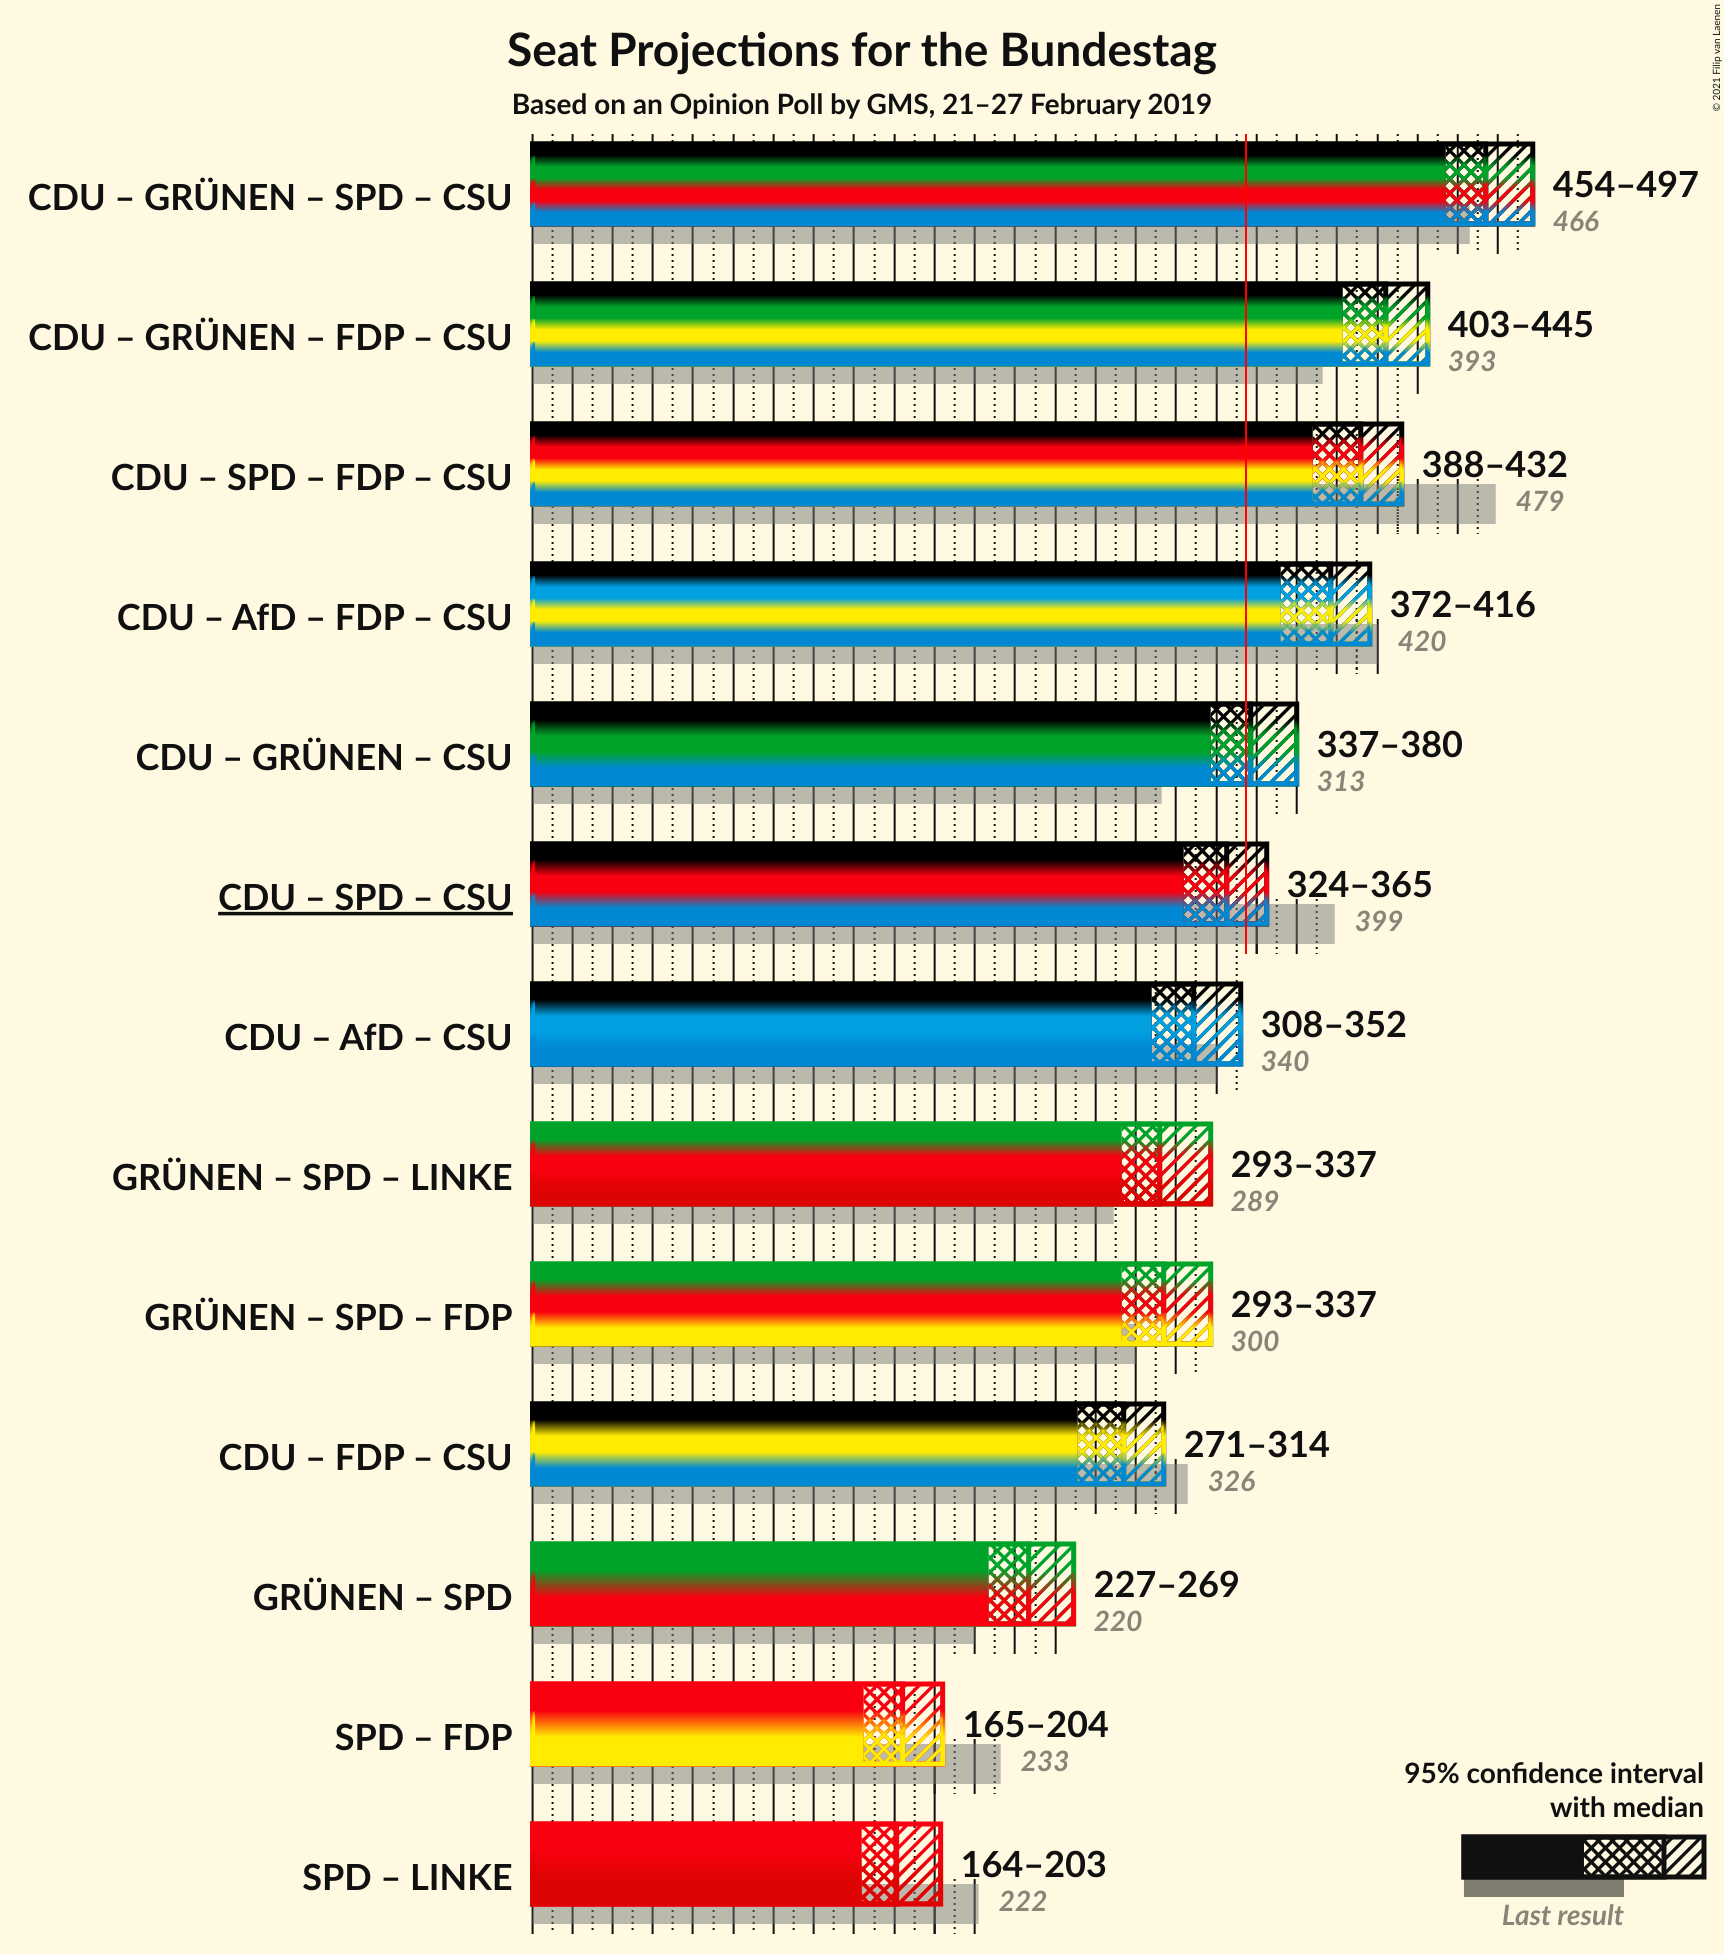 Seat Projections for the Bundestag
Based on an Opinion Poll by GMS, 21–27 February 2019
© 2021 Filip van Laenen
CDU – GRÜNEN – SPD – CSU
454–497
466
CDU – GRÜNEN – FDP – CSU
403–445
393
CDU – SPD – FDP – CSU
388–432
479
CDU – AfD – FDP – CSU
372–416
420
CDU – GRÜNEN – CSU
337–380
313
CDU – SPD – CSU
324–365
399
CDU – AfD – CSU
308–352
340
GRÜNEN – SPD – LINKE
293–337
289
GRÜNEN – SPD – FDP
293–337
300
CDU – FDP – CSU
271–314
326
GRÜNEN – SPD
227–269
220
SPD – FDP
165–204
233
SPD – LINKE
164–203
222
95% confidence interval
with median
Last result